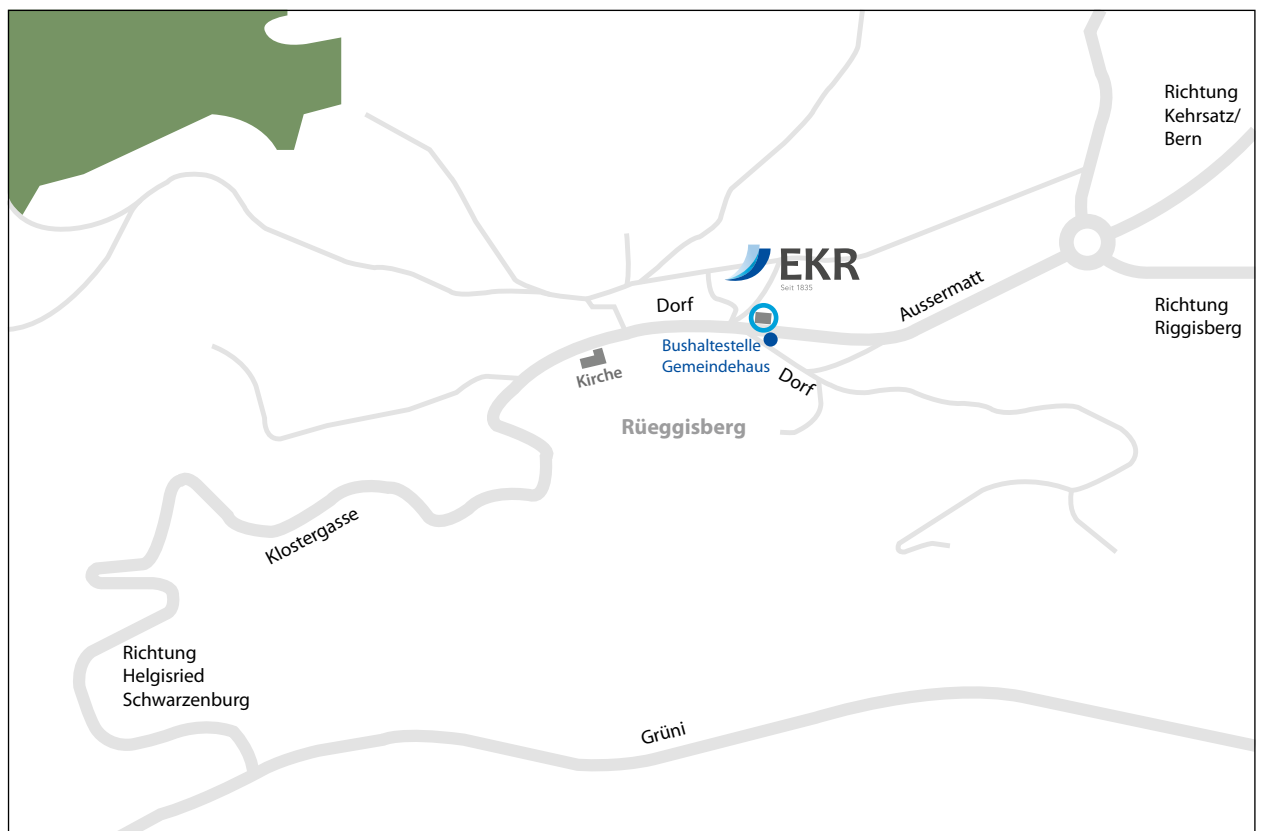 Richtung
Kehrsatz/
Bern
EKR
Seit 1835
Aussermatt
Dorf
Richtung
Riggisberg
Bushaltestelle
Gemeindehaus
Kirche
Dorf
Rüeggisberg
Klostergasse
Richtung
Helgisried
Schwarzenburg
Grüni